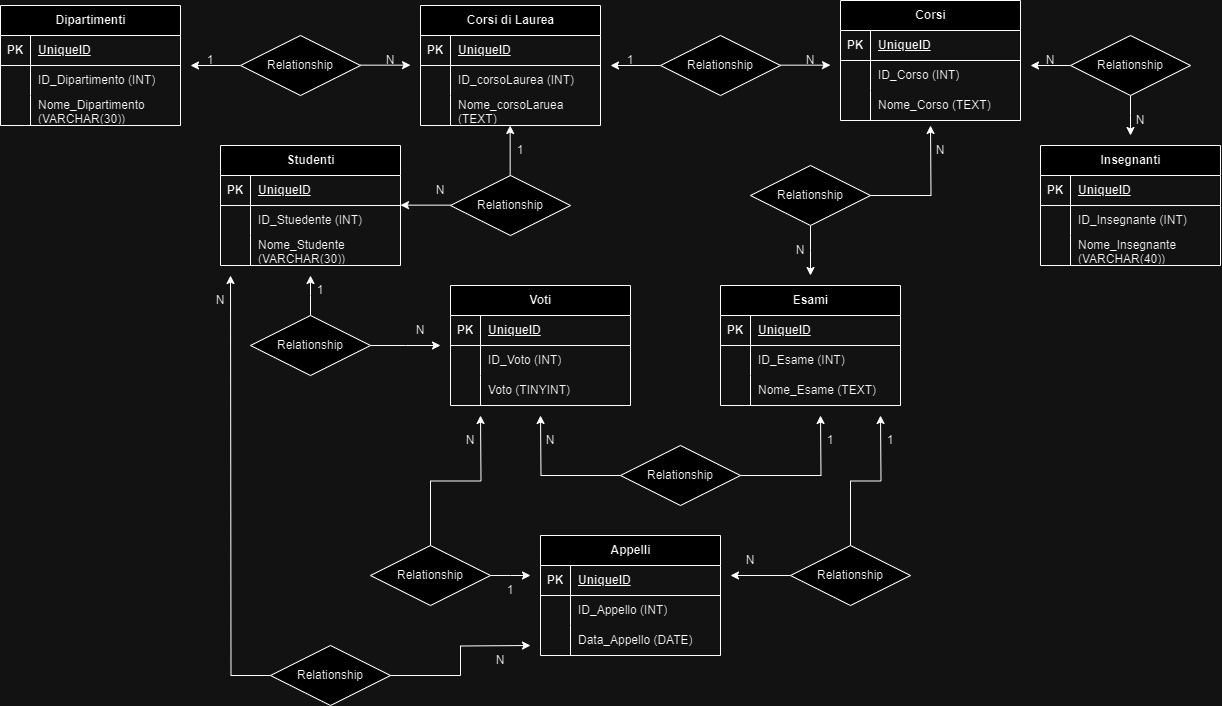 Dipartimenti
PK UniqueID
ID_Dipartimento (INT)
Nome_Dipartimento
(VARCHAR(30))
1
Relationship
N
Corsi di Laurea
PK UniqueID
ID_corsoLaurea (INT)
Nome_corsoLaruea
(TEXT)
1
Relationship
N
Corsi
PK UniqueID
ID_Corso (INT)
Nome_Corso (TEXT)
N
Relationship
N
Studenti
PK UniqueID
ID_Stuedente (INT)
Nome_Studente
(VARCHAR(30))
1
N
Relationship
N
Relationship
N
Insegnanti
PK UniqueID
ID_Insegnante (INT)
Nome_Insegnante
(VARCHAR(40))
N
1
Relationship
N
Voti
PK UniqueID
ID_Voto (INT)
Voto (TINYINT)
Esami
PK UniqueID
ID_Esame (INT)
Nome_Esame (TEXT)
N
N
Relationship
1
1
Relationship
1
Appelli
PK UniqueID
ID_Appello (INT)
Data_Appello (DATE)
N
Relationship
Relationship
N